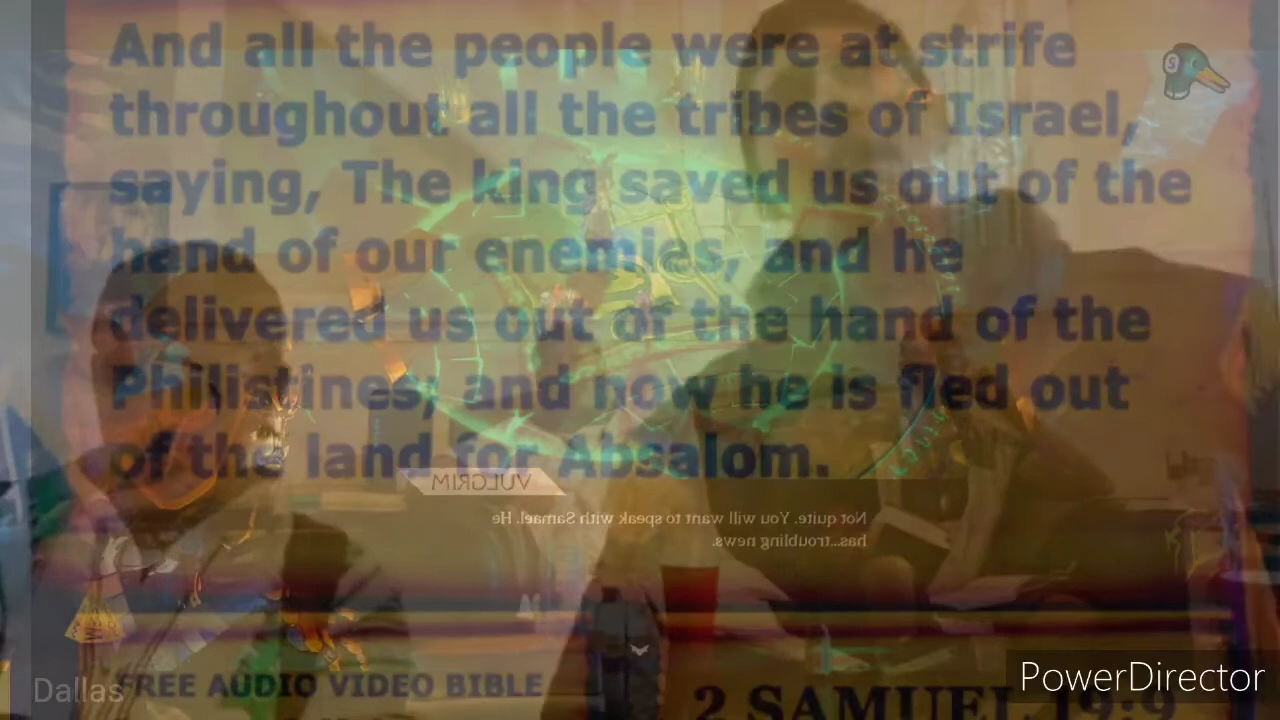 And all the people were at strife
throughout all the tribes of Israel,
saying, The king saved us out of the
hand of our enemies, and he
delivered us out of the hand of the
Philistines; and now he is fled out
of the land for Absalom.
VULGRIM
Not quite. You will want to speak with Samael. He
has...troubling news.
Dallas
FREE AUDIO VIDEO BIBLE
2 SAMUEL 19:9
PowerDirector